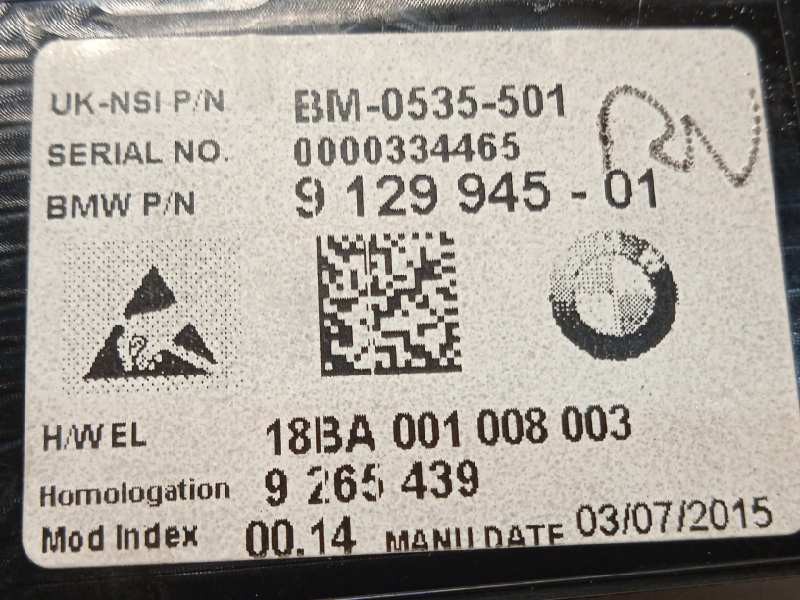 UK-NSI P/N BM-0535-501
SERIAL NO. 0000334465
BMW P/N 9 129 945 - 01
RN
H/W EL 18BA 001 008 003
Homologation 9 265 439
Mod Index 00.14 MANU DATE 03/07/2015